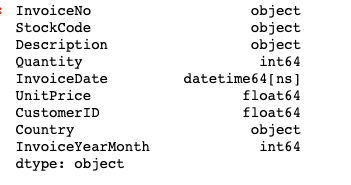 InvoiceNo object
StockCode object
Description object
Quantity int64
InvoiceDate datetime64[ns]
UnitPrice float64
CustomerID float64
Country object
InvoiceYearMonth int64
dtype: object